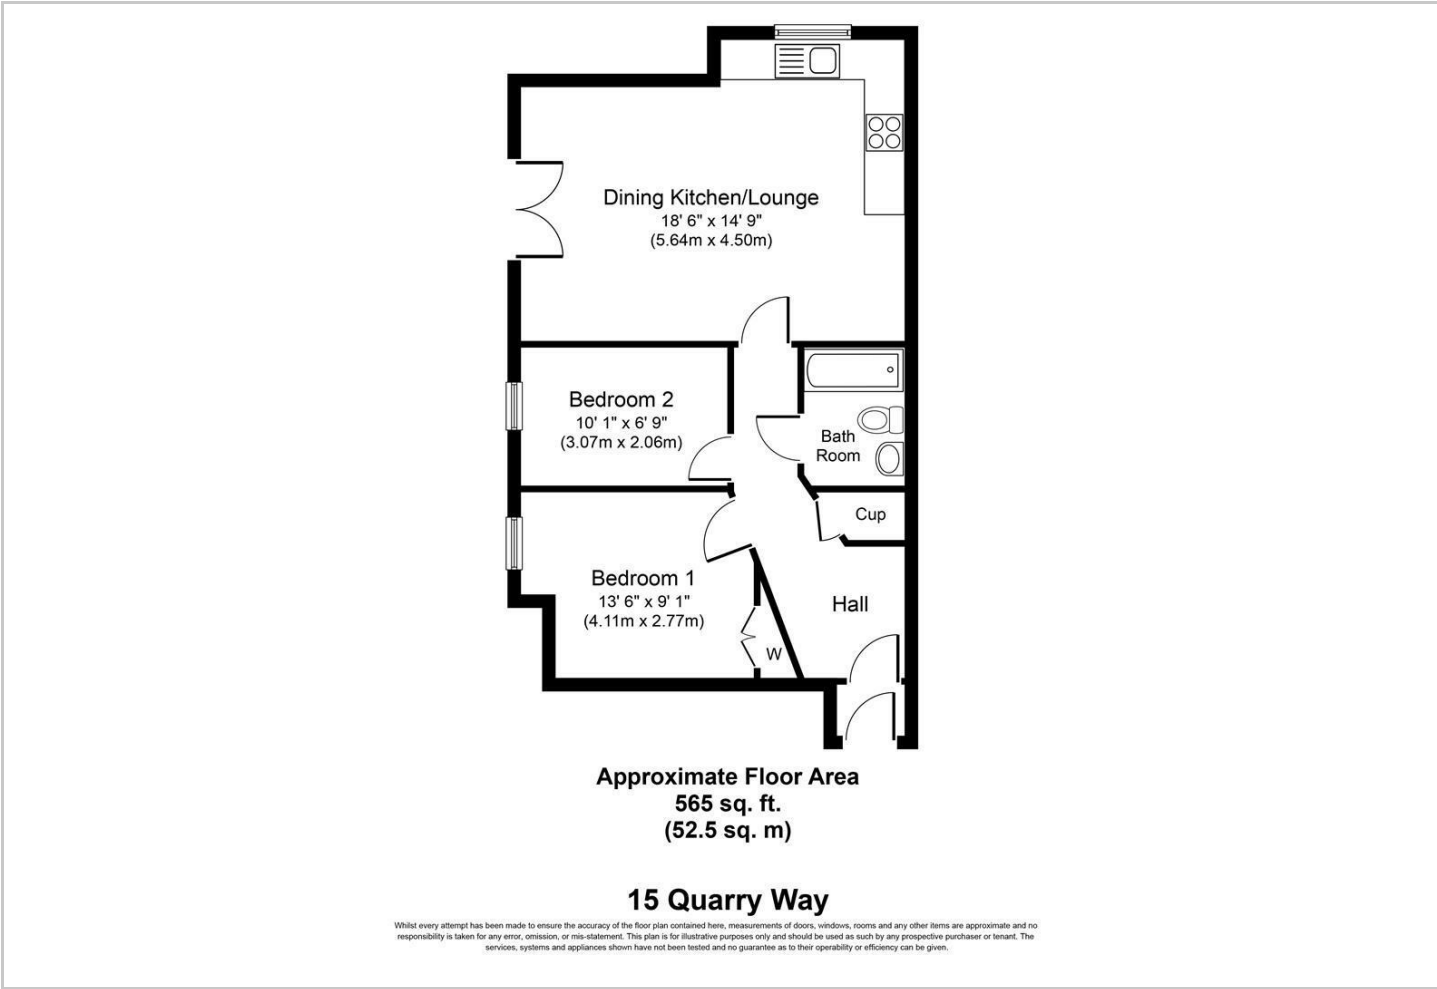 Dining Kitchen/Lounge
18' 6" x 14' 9"
(5.64m x 4.50m)
Bedroom 2
10' 1" x 6' 9"
(3.07m x 2.06m)
Bath
Room
Cup
Bedroom 1
13' 6" x 9' 1"
(4.11m x 2.77m)
Hall
W
Approximate Floor Area
565 sq. ft.
(52.5 sq. m)
15 Quarry Way
Whilst every attempt has been made to ensure the accuracy of the floor plan contained here, measurements of doors, windows, rooms and any other items are approximate and no
responsibility is taken for any error, omission, or mis-statement. This plan is for illustrative purposes only and should be used as such by any prospective purchaser or tenant. The
services, systems and appliances shown have not been tested and no guarantee as to their operability or efficiency can be given.